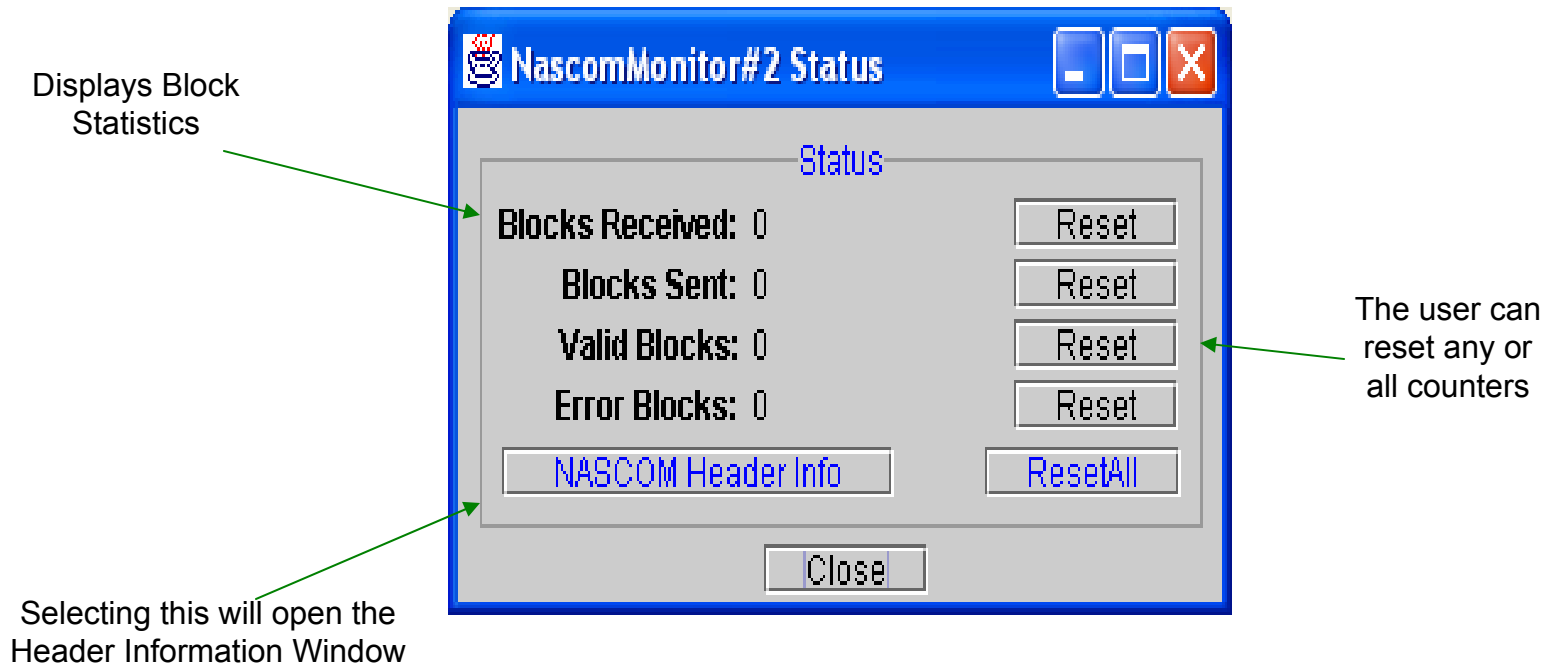 NascomMonitor#2 Status
Displays Block
Statistics
Status
Blocks Received: 0 Reset
Blocks Sent: 0 Reset
Valid Blocks: 0 Reset
Error Blocks: 0 Reset
The user can
reset any or
all counters
NASCOM Header Info ResetAll
Close
Selecting this will open the
Header Information Window